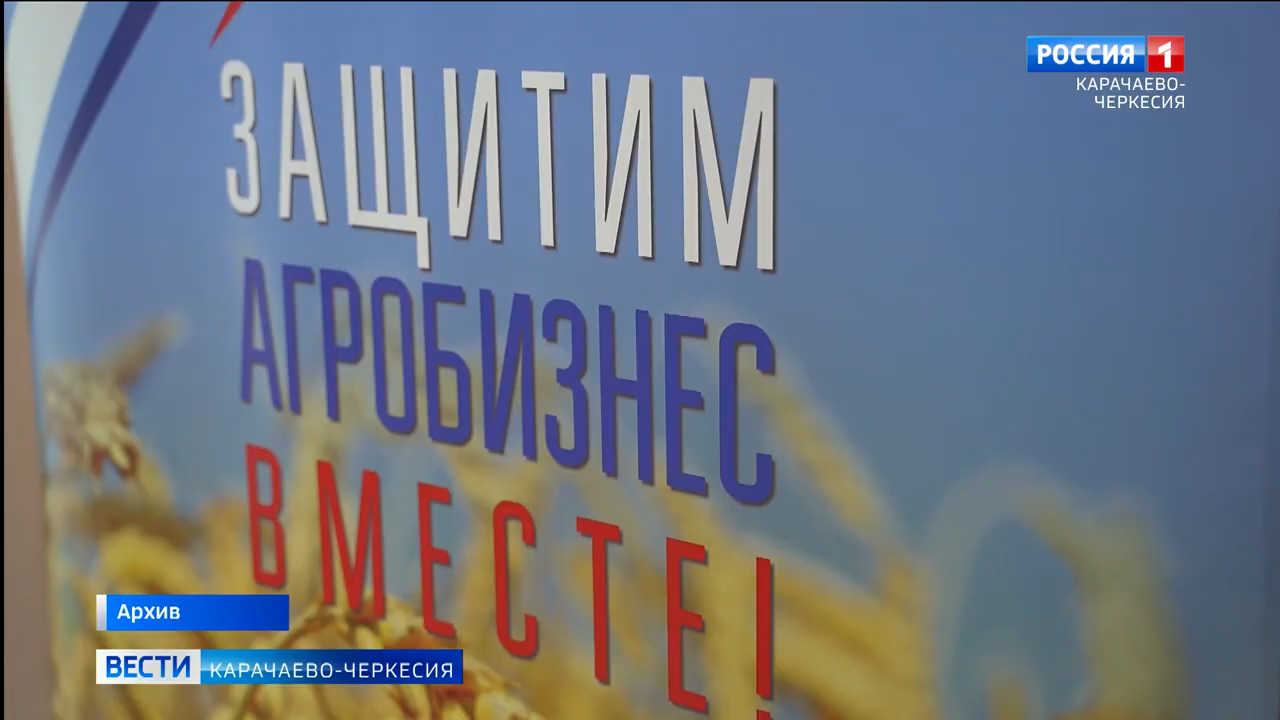 РОССИЯ 1
КАРАЧАЕВО-
ЧЕРКЕСИЯ
ЗАЩИТИМ
АГРОБИЗНЕС
ВМЕСТЕ!
Архив
ВЕСТИ КАРАЧАЕВО-ЧЕРКЕСИЯ